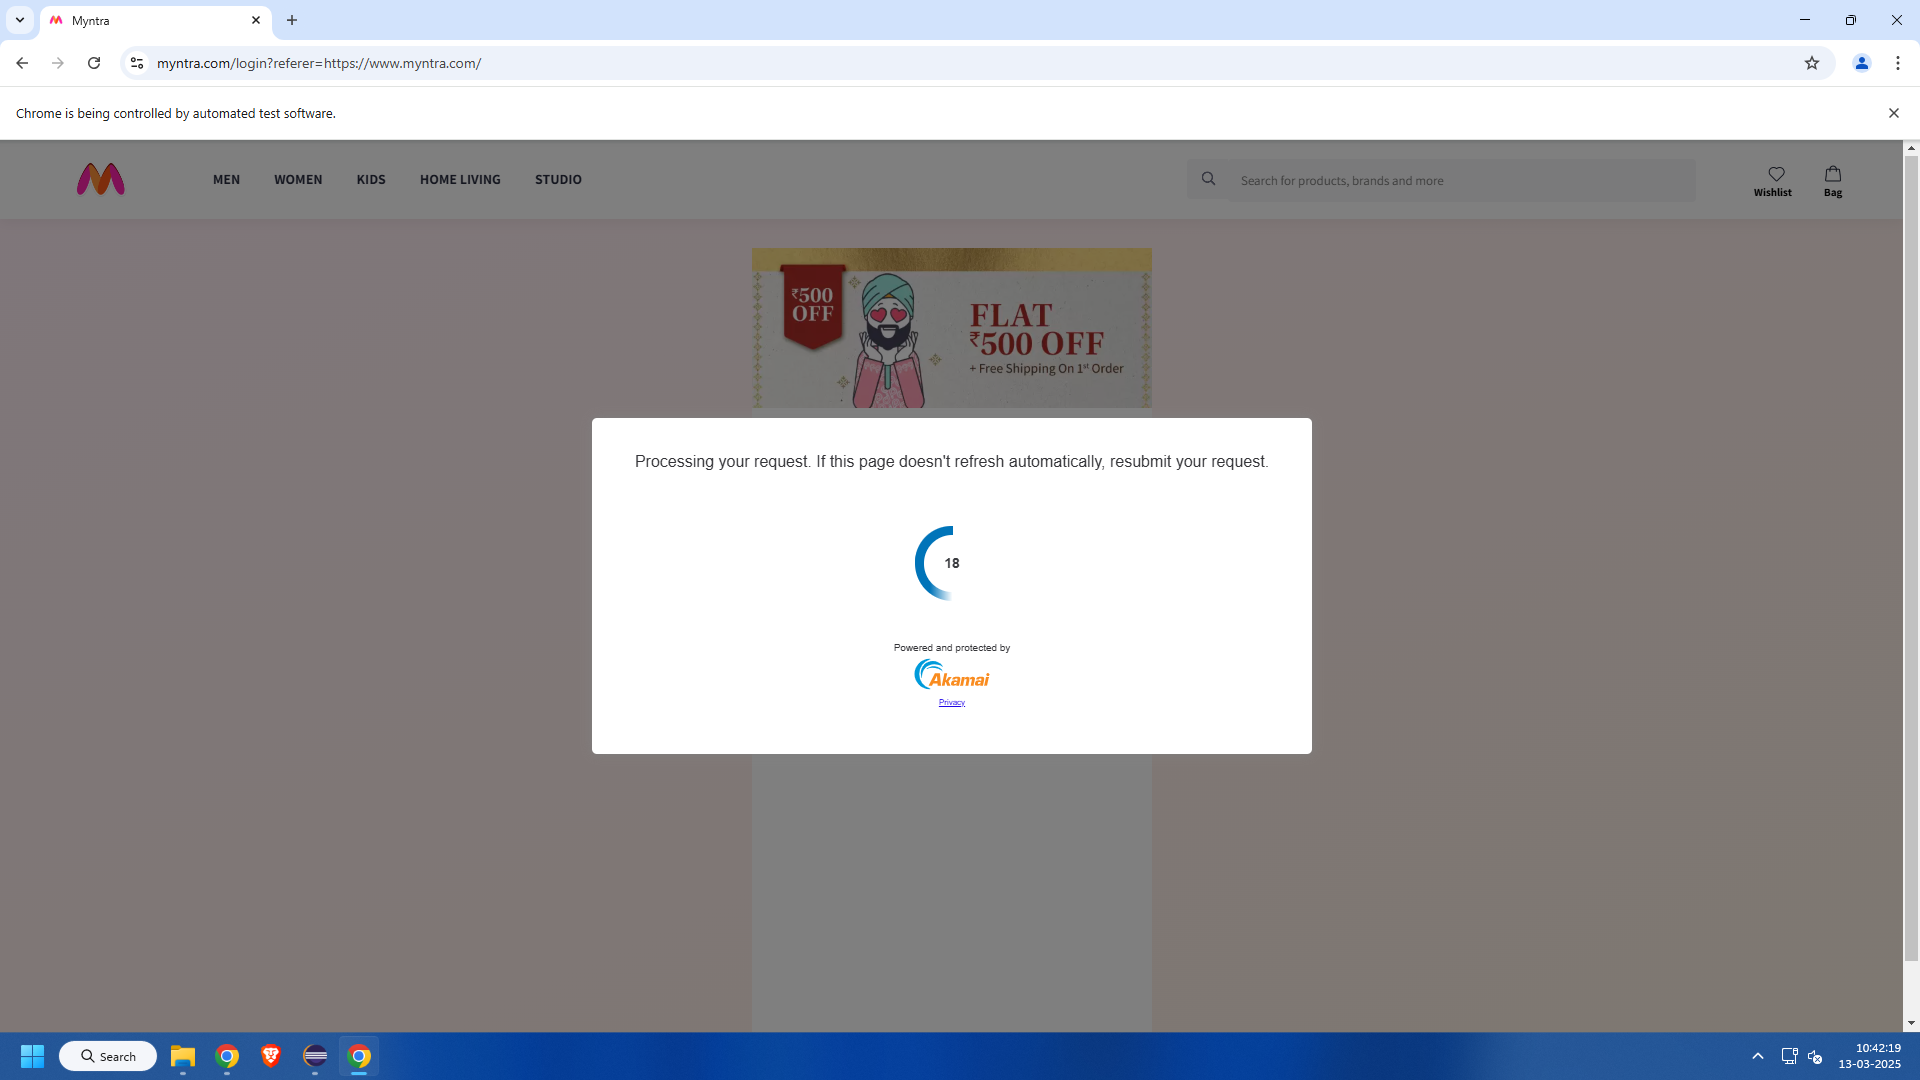 Myntra
myntra.com/login?referer=https://www.myntra.com/
Chrome is being controlled by automated test software.
MEN
WOMEN
KIDS
HOME LIVING
STUDIO
Search for products, brands and more
Wishlist
Bag
₹500
OFF
FLAT
₹500 OFF
+ Free Shipping On 1st Order
Processing your request. If this page doesn't refresh automatically, resubmit your request.
18
Powered and protected by
Akamai
Privacy
Search
10:42:19
13-03-2025